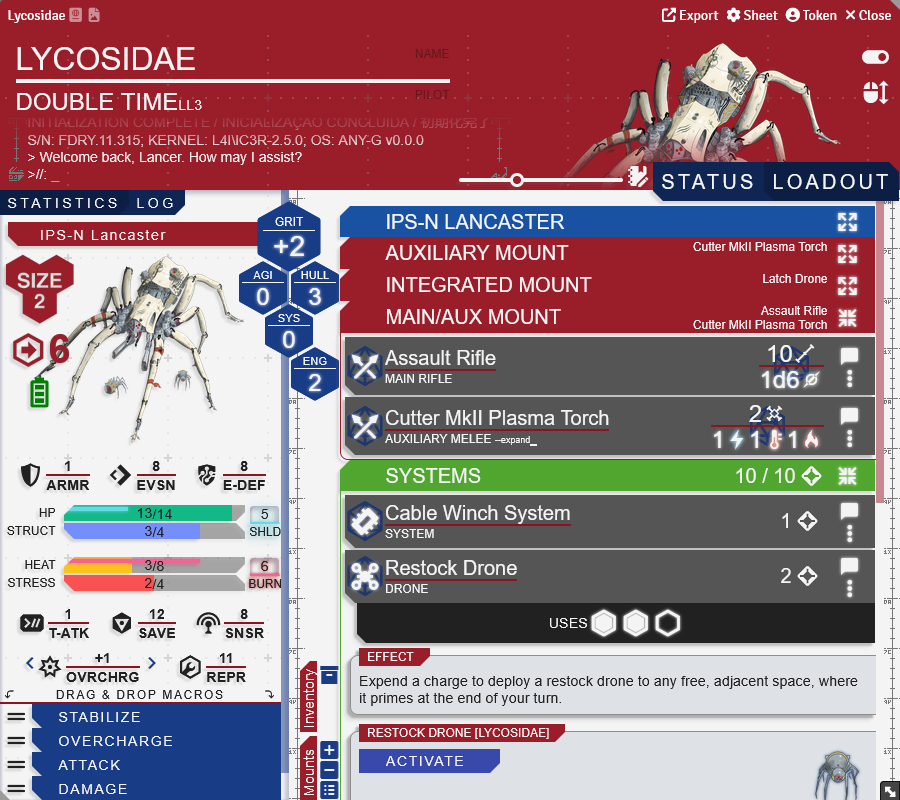 Lycosidae
Export
Sheet
Token
Close
LYCOSIDAE
NAME
DOUBLE TIME LL3
PILOT
INITIALIZATION COMPLETE / INICIALIZAÇÃO CONCLUÍDA / 初期化完了
S/N: FDRY.11.315; KERNEL: L4l\lC3R-2.5.0; OS: ANY-G v0.0.0
> Welcome back, Lancer. How may I assist?
>//: _
STATUS LOADOUT
STATISTICS LOG
IPS-N Lancaster
SIZE
2
6
GRIT
+2
AGI
0
HULL
3
SYS
0
ENG
2
1
ARMR
8
EVSN
8
E-DEF
HP
13/14
5
SHLD
STRUCT
3/4
HEAT
3/8
6
BURN
STRESS
2/4
1
T-ATK
12
SAVE
8
SNSR
+1
OVRCHRG
11
REPR
DRAG & DROP MACROS
STABILIZE
OVERCHARGE
ATTACK
DAMAGE
Inventory
Mounts
IPS-N LANCASTER
AUXILIARY MOUNT
Cutter MkII Plasma Torch
INTEGRATED MOUNT
Latch Drone
MAIN/AUX MOUNT
Assault Rifle
Cutter MkII Plasma Torch
Assault Rifle
MAIN RIFLE
10
1d6
Cutter MkII Plasma Torch
AUXILIARY MELEE --expand_
2
1 1 1
SYSTEMS
10 / 10
Cable Winch System
SYSTEM
1
Restock Drone
DRONE
2
USES
EFFECT
Expend a charge to deploy a restock drone to any free, adjacent space, where
it primes at the end of your turn.
RESTOCK DRONE [LYCOSIDAE]
ACTIVATE